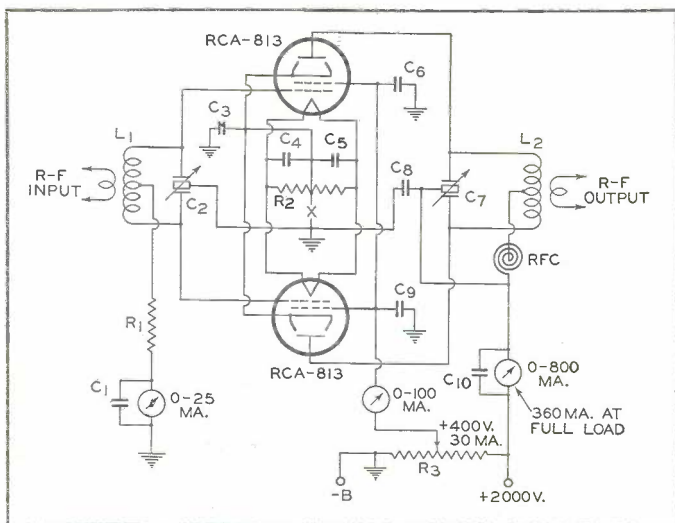 RCA-813
C6
C3
L1
C4
C5
L2
R-F
INPUT
C2
R2
C8
C7
R-F
OUTPUT
X
RFC
C9
R1
RCA-813
C1
0-25
MA.
0-100
MA.
C10
0-800
MA.
+400V.
30 MA.
360 MA. AT
FULL LOAD
R3
-B
+2000V.